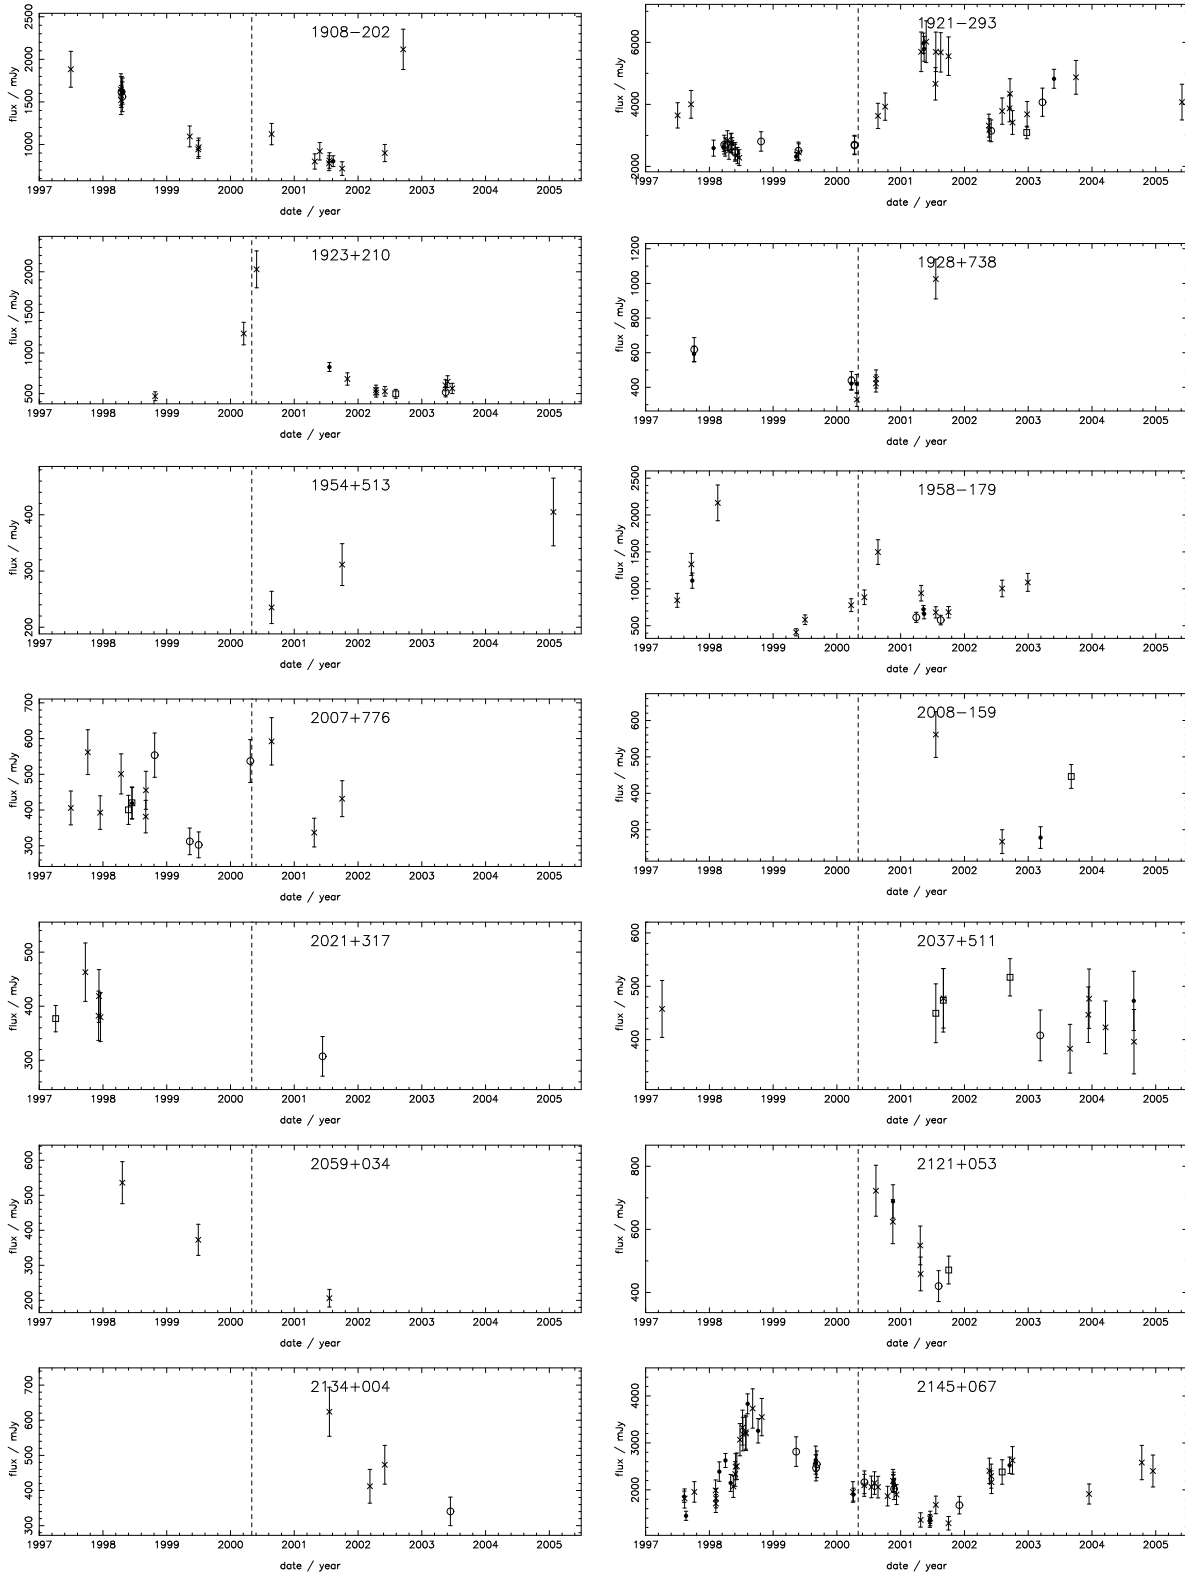 1908−202
flux / mJy
1000 1500 2000 2500
1997 1998 1999 2000 2001 2002 2003 2004 2005
date / year
1921−293
flux / mJy
2000 4000 6000
1997 1998 1999 2000 2001 2002 2003 2004 2005
date / year
1923+210
flux / mJy
500 1000 1500 2000
1997 1998 1999 2000 2001 2002 2003 2004 2005
date / year
1928+738
flux / mJy
400 600 800 1000 1200
1997 1998 1999 2000 2001 2002 2003 2004 2005
date / year
1954+513
flux / mJy
200 300 400
1997 1998 1999 2000 2001 2002 2003 2004 2005
date / year
1958−179
flux / mJy
500 1000 1500 2000 2500
1997 1998 1999 2000 2001 2002 2003 2004 2005
date / year
2007+776
flux / mJy
300 400 500 600 700
1997 1998 1999 2000 2001 2002 2003 2004 2005
date / year
2008−159
flux / mJy
300 400 500 600
1997 1998 1999 2000 2001 2002 2003 2004 2005
date / year
2021+317
flux / mJy
300 400 500
1997 1998 1999 2000 2001 2002 2003 2004 2005
date / year
2037+511
flux / mJy
400 500 600
1997 1998 1999 2000 2001 2002 2003 2004 2005
date / year
2059+034
flux / mJy
200 300 400 500 600
1997 1998 1999 2000 2001 2002 2003 2004 2005
date / year
2121+053
flux / mJy
400 600 800
1997 1998 1999 2000 2001 2002 2003 2004 2005
date / year
2134+004
flux / mJy
300 400 500 600 700
1997 1998 1999 2000 2001 2002 2003 2004 2005
date / year
2145+067
flux / mJy
2000 3000 4000
1997 1998 1999 2000 2001 2002 2003 2004 2005
date / year